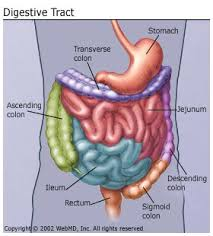 Digestive Tract
Stomach
Transverse
colon
Ascending
colon
Jejunum
Descending
colon
Ileum
Sigmoid
colon
Rectum
Copyright © 2002 WebMD, Inc. All rights reserved